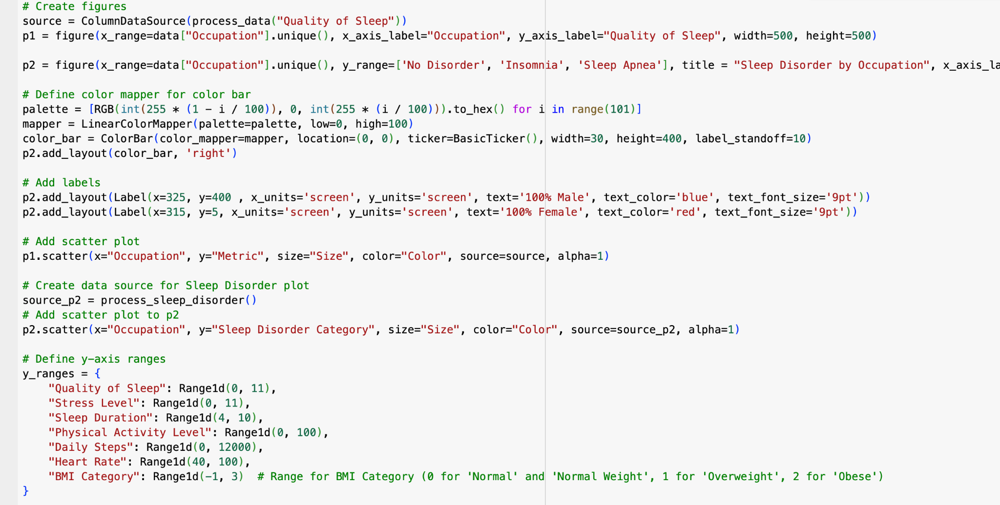 # Create figures
source = ColumnDataSource(process_data("Quality of Sleep"))
p1 = figure(x_range=data["Occupation"].unique(), x_axis_label="Occupation", y_axis_label="Quality of Sleep", width=500, height=500)
p2 = figure(x_range=data["Occupation"].unique(), y_range=['No Disorder', 'Insomnia', 'Sleep Apnea'], title = "Sleep Disorder by Occupation", x_axis_la
# Define color mapper for color bar
palette = [RGB(int(255 * (1 - i / 100)), 0, int(255 * (i / 100))).to_hex() for i in range(101)]
mapper = LinearColorMapper(palette=palette, low=0, high=100)
color_bar = ColorBar(color_mapper=mapper, location=(0, 0), ticker=BasicTicker(), width=30, height=400, label_standoff=10)
p2.add_layout(color_bar, 'right')
# Add labels
p2.add_layout(Label(x=325, y=400 , x_units='screen', y_units='screen', text='100% Male', text_color='blue', text_font_size='9pt'))
p2.add_layout(Label(x=315, y=5, x_units='screen', y_units='screen', text='100% Female', text_color='red', text_font_size='9pt'))
# Add scatter plot
p1.scatter(x="Occupation", y="Metric", size="Size", color="Color", source=source, alpha=1)
# Create data source for Sleep Disorder plot
source_p2 = process_sleep_disorder()
# Add scatter plot to p2
p2.scatter(x="Occupation", y="Sleep Disorder Category", size="Size", color="Color", source=source_p2, alpha=1)
# Define y-axis ranges
y_ranges = {
    "Quality of Sleep": Range1d(0, 11),
    "Stress Level": Range1d(0, 11),
    "Sleep Duration": Range1d(4, 10),
    "Physical Activity Level": Range1d(0, 100),
    "Daily Steps": Range1d(0, 12000),
    "Heart Rate": Range1d(40, 100),
    "BMI Category": Range1d(-1, 3)  # Range for BMI Category (0 for 'Normal' and 'Normal Weight', 1 for 'Overweight', 2 for 'Obese')
}